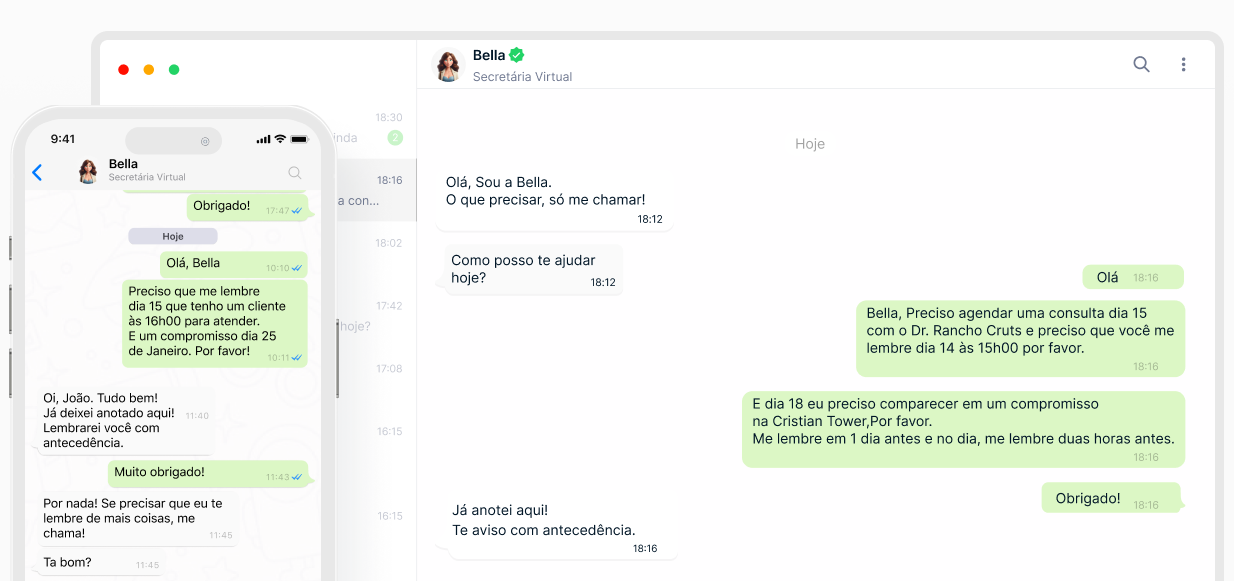 9:41
Bella
Secretária Virtual
Obrigado!
17:47
Hoje
Olá, Bella
10:10
Preciso que me lembre
dia 15 que tenho um cliente
às 16h00 para atender.
E um compromisso dia 25
de Janeiro. Por favor!
10:11
Oi, João. Tudo bem!
Já deixei anotado aqui!
11:40
Lembrarei você com
antecedência.
Muito obrigado!
11:43
Por nada! Se precisar que eu te
lembre de mais coisas, me
chama!
11:45
Ta bom?
11:45
18:30
2
18:16
a con...
18:02
17:42
hoje?
17:08
16:15
16:15
Bella
Secretária Virtual
Hoje
Olá, Sou a Bella.
O que precisar, só me chamar!
18:12
Como posso te ajudar
hoje?
18:12
Olá
18:16
Bella, Preciso agendar uma consulta dia 15
com o Dr. Rancho Cruts e preciso que você me
lembre dia 14 às 15h00 por favor.
18:16
E dia 18 eu preciso comparecer em um compromisso
na Cristian Tower,Por favor.
Me lembre em 1 dia antes e no dia, me lembre duas horas antes.
18:16
Obrigado!
18:16
Já anotei aqui!
Te aviso com antecedência.
18:16